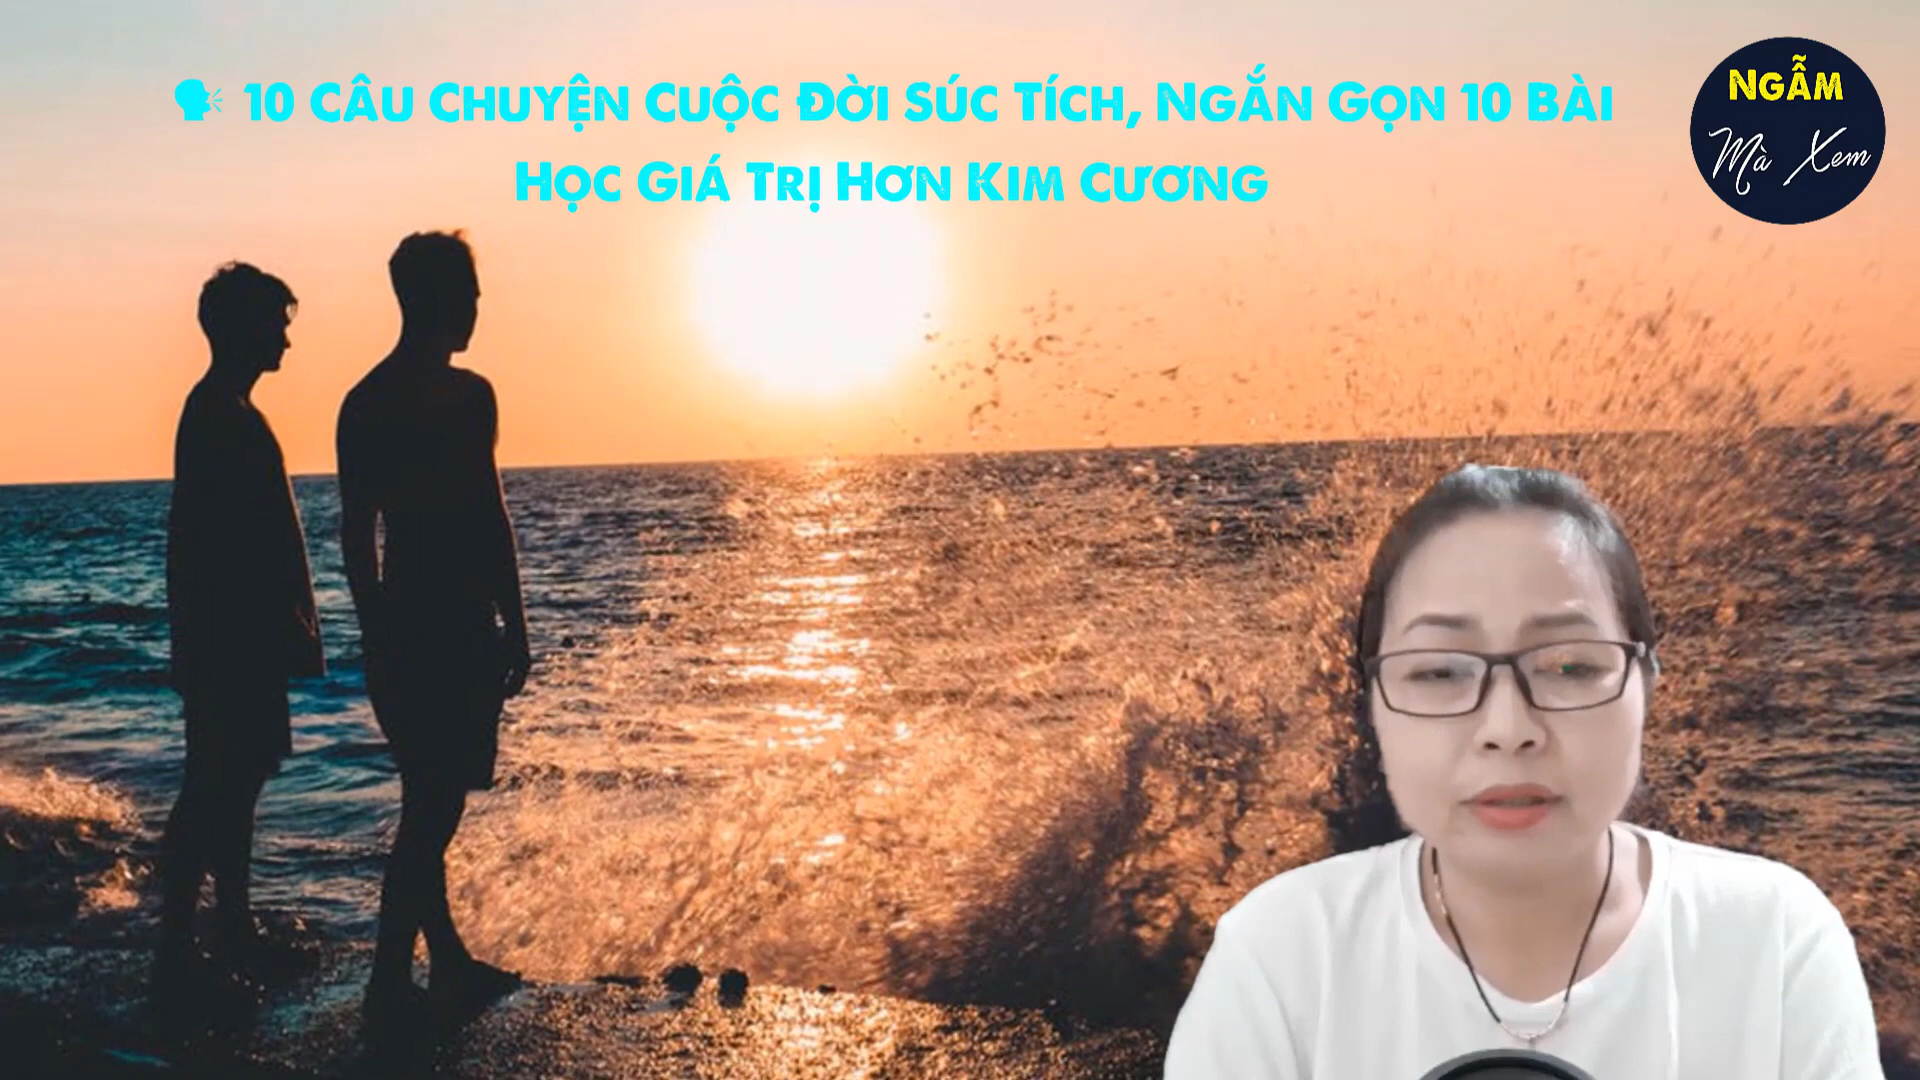 🗣 10 Câu Chuyện Cuộc Đời Súc Tích, Ngắn Gọn 10 Bài
Học Giá Trị Hơn Kim Cương
Ngẫm
Mà Xem